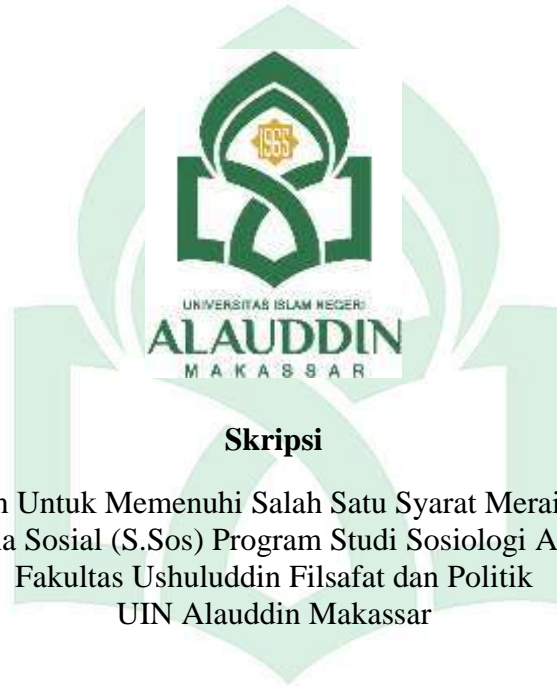 1965
UNIVERSITAS ISLAM NEGERI
ALAUDDIN
MAKASSAR
Skripsi
Untuk Memenuhi Salah Satu Syarat
Sosial (S.Sos) Program Studi Sosiologi
Fakultas Ushuluddin Filsafat dan Politik
UIN Alauddin Makassar